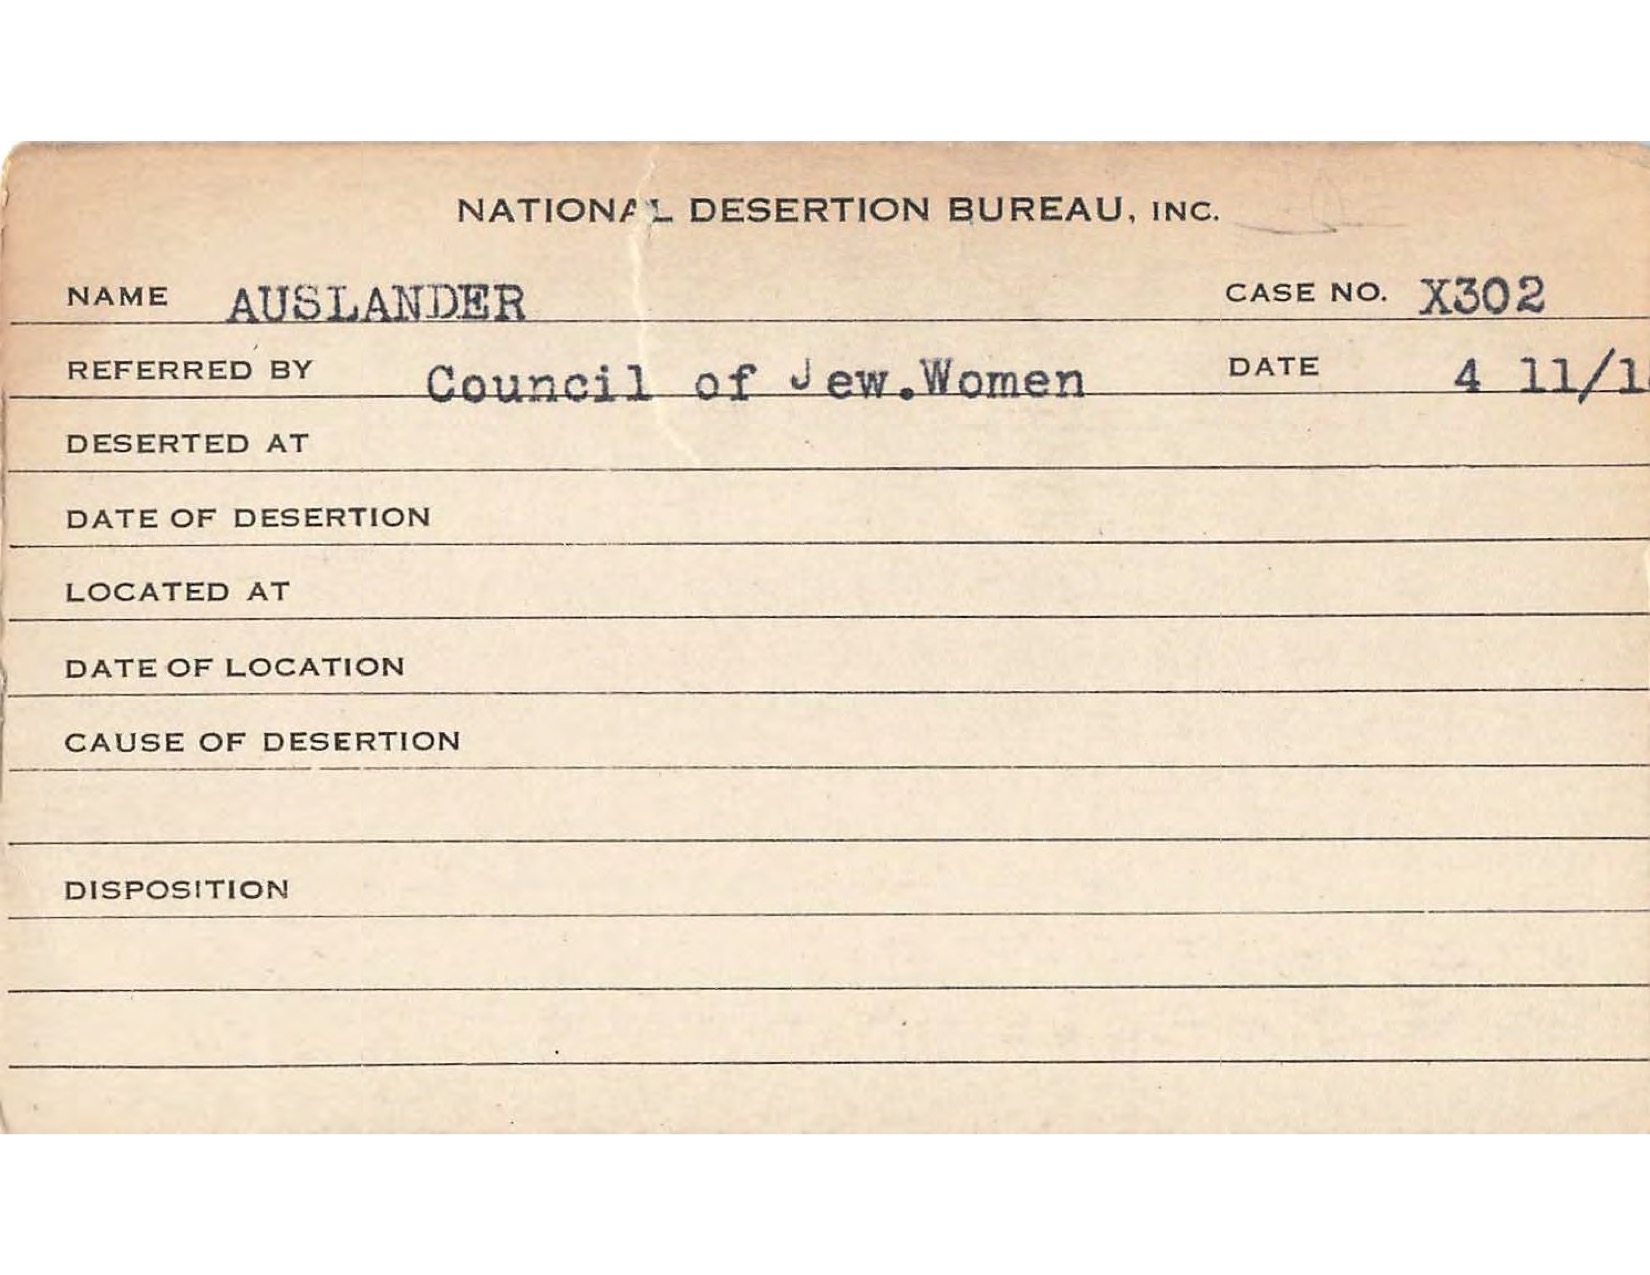 NATIONAL DESERTION BUREAU, INC.
NAME AUSLANDER CASE NO. X302
REFERRED BY Council of Jew.Women DATE 4 11/1
DESERTED AT
DATE OF DESERTION
LOCATED AT
DATE OF LOCATION
CAUSE OF DESERTION
DISPOSITION